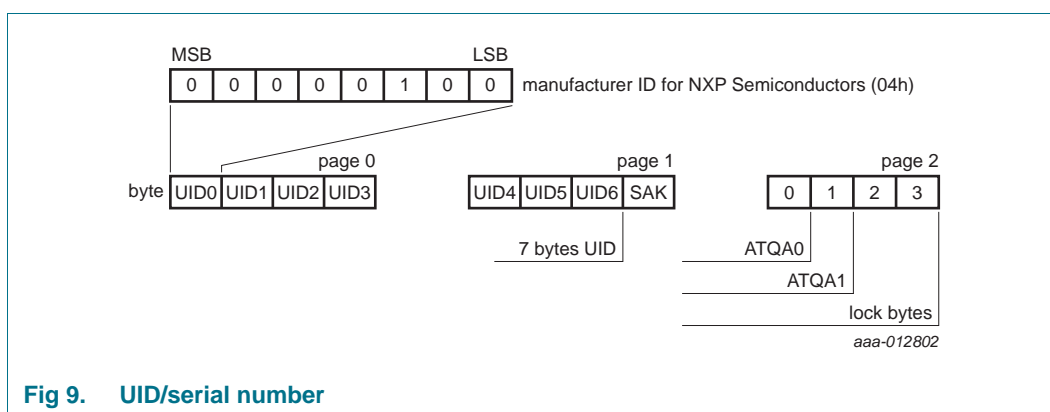 MSB LSB
0 0 0 0 0 1 0 0 manufacturer ID for NXP Semiconductors (04h)
page 0 page 1 page 2
byte UID0 UID1 UID2 UID3 UID4 UID5 UID6 SAK 0 1 2 3
7 bytes UID ATQA0
ATQA1
lock bytes
aaa-012802
Fig 9. UID/serial number